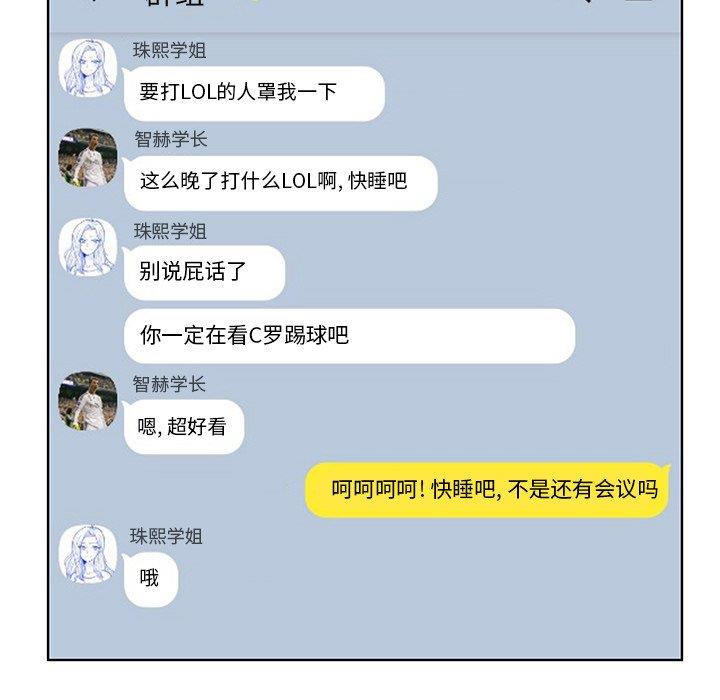 群组
珠熙学姐
要打LOL的人罩我一下
智赫学长
这么晚了打什么LOL啊, 快睡吧
珠熙学姐
别说屁话了
你一定在看C罗踢球吧
智赫学长
嗯, 超好看
呵呵呵呵! 快睡吧, 不是还有会议吗
珠熙学姐
哦